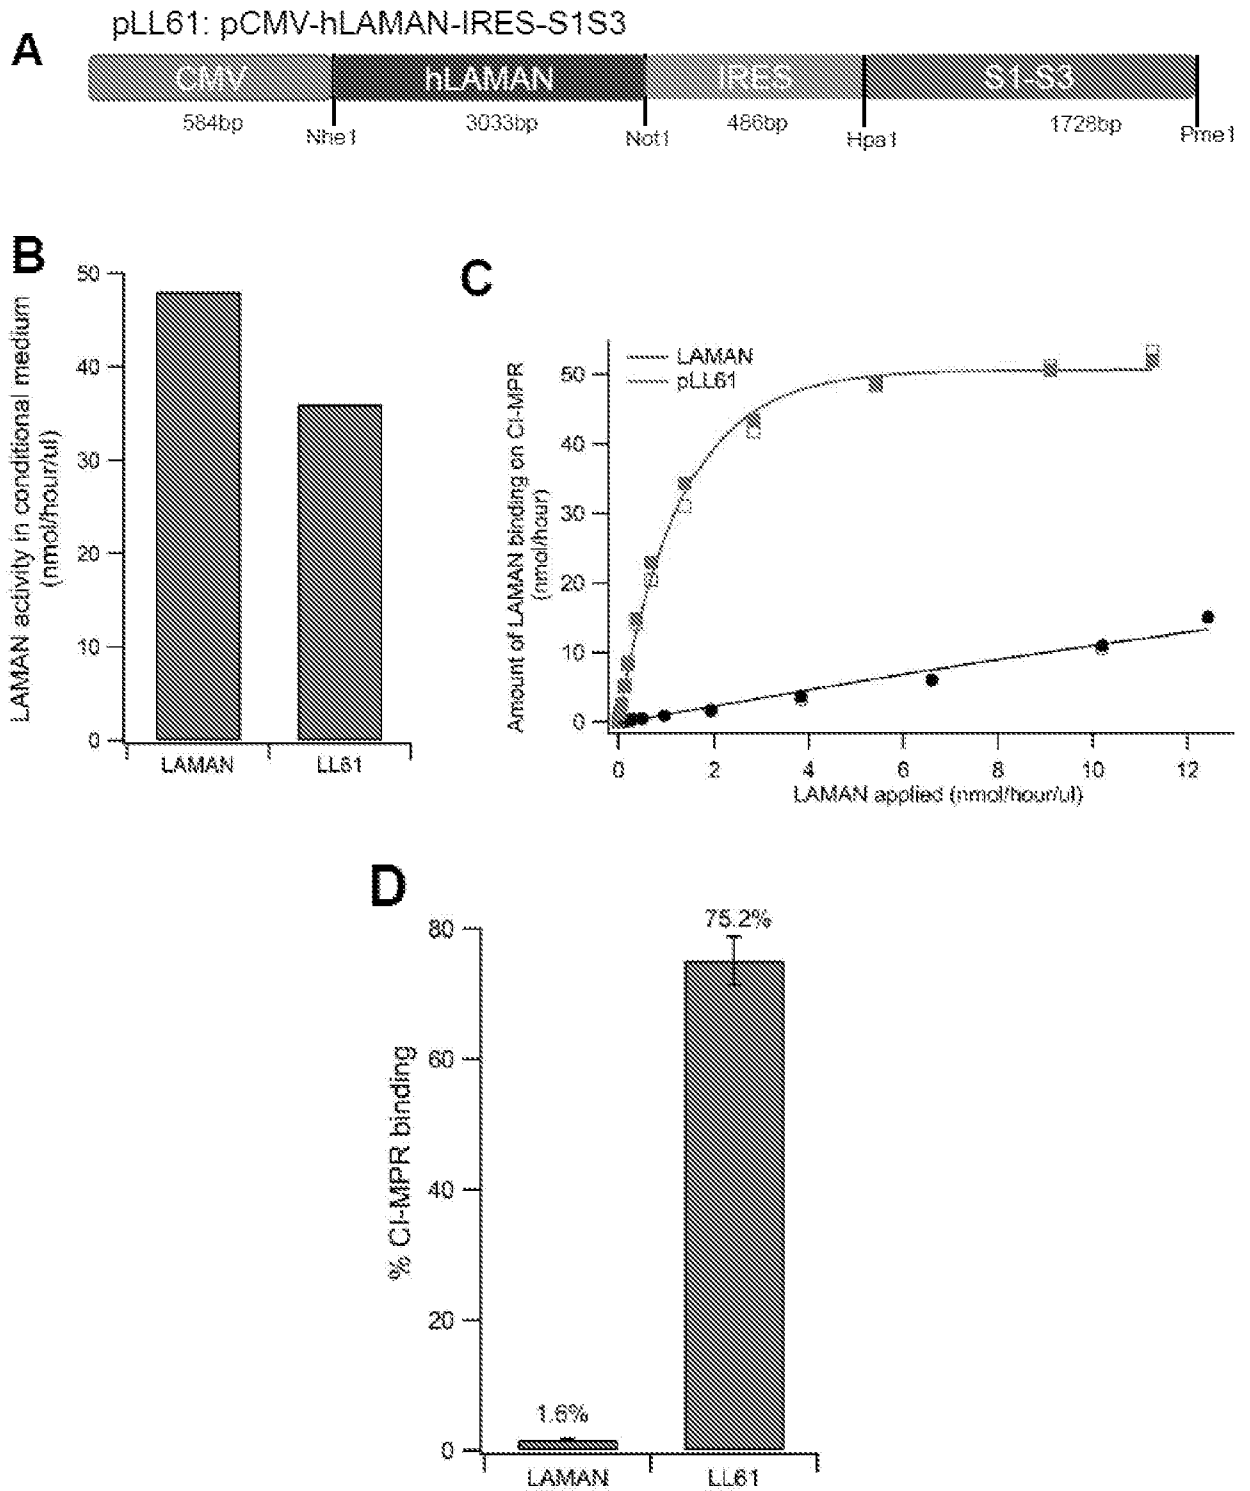 A
pLL61: pCMV-hLAMAN-IRES-S1S3
CMV hLAMAN IRES S1-S3
584bp 3033bp 486bp 1728bp
Nhe1 Not1 Hpa1 Pme1
B
LAMAN activity in conditional medium
(nmol/hour/ul)
50
40
30
20
10
0
LAMAN LL61
C
LAMAN
pLL61
Amount of LAMAN binding on CI-MPR
(nmol/hour)
50
40
30
20
10
0
0 2 4 6 8 10 12
LAMAN applied (nmol/hour/ul)
D
% CI-MPR binding
80
60
40
20
0
75.2%
1.6%
LAMAN LL61